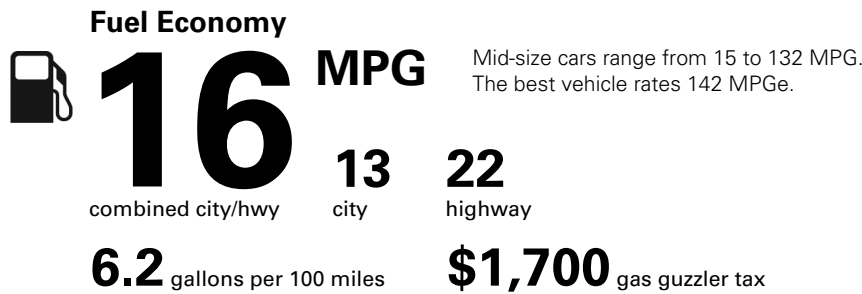 Fuel Economy
16 MPG
Mid-size cars range from 15 to 132 MPG.
The best vehicle rates 142 MPGe.
13 22
combined city/hwy city highway
6.2 gallons per 100 miles $1,700 gas guzzler tax